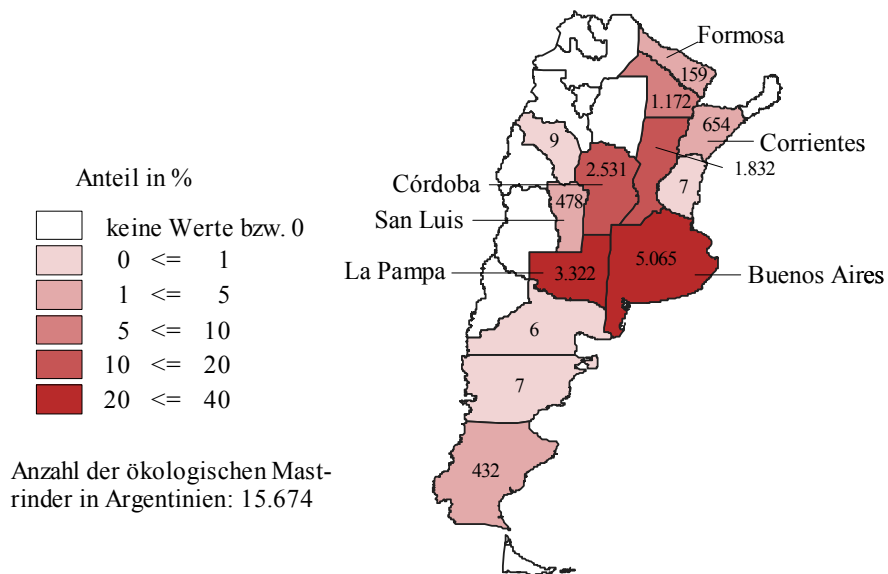 Formosa
159
1.172
654
Corrientes
9
1.832
2.531
Córdoba
7
478
San Luis
La Pampa
3.322
5.065
Buenos Aires
6
7
432
Anteil in %
keine Werte bzw. 0
0 <= 1
1 <= 5
5 <= 10
10 <= 20
20 <= 40
Anzahl der ökologischen Mast-
rinder in Argentinien: 15.674